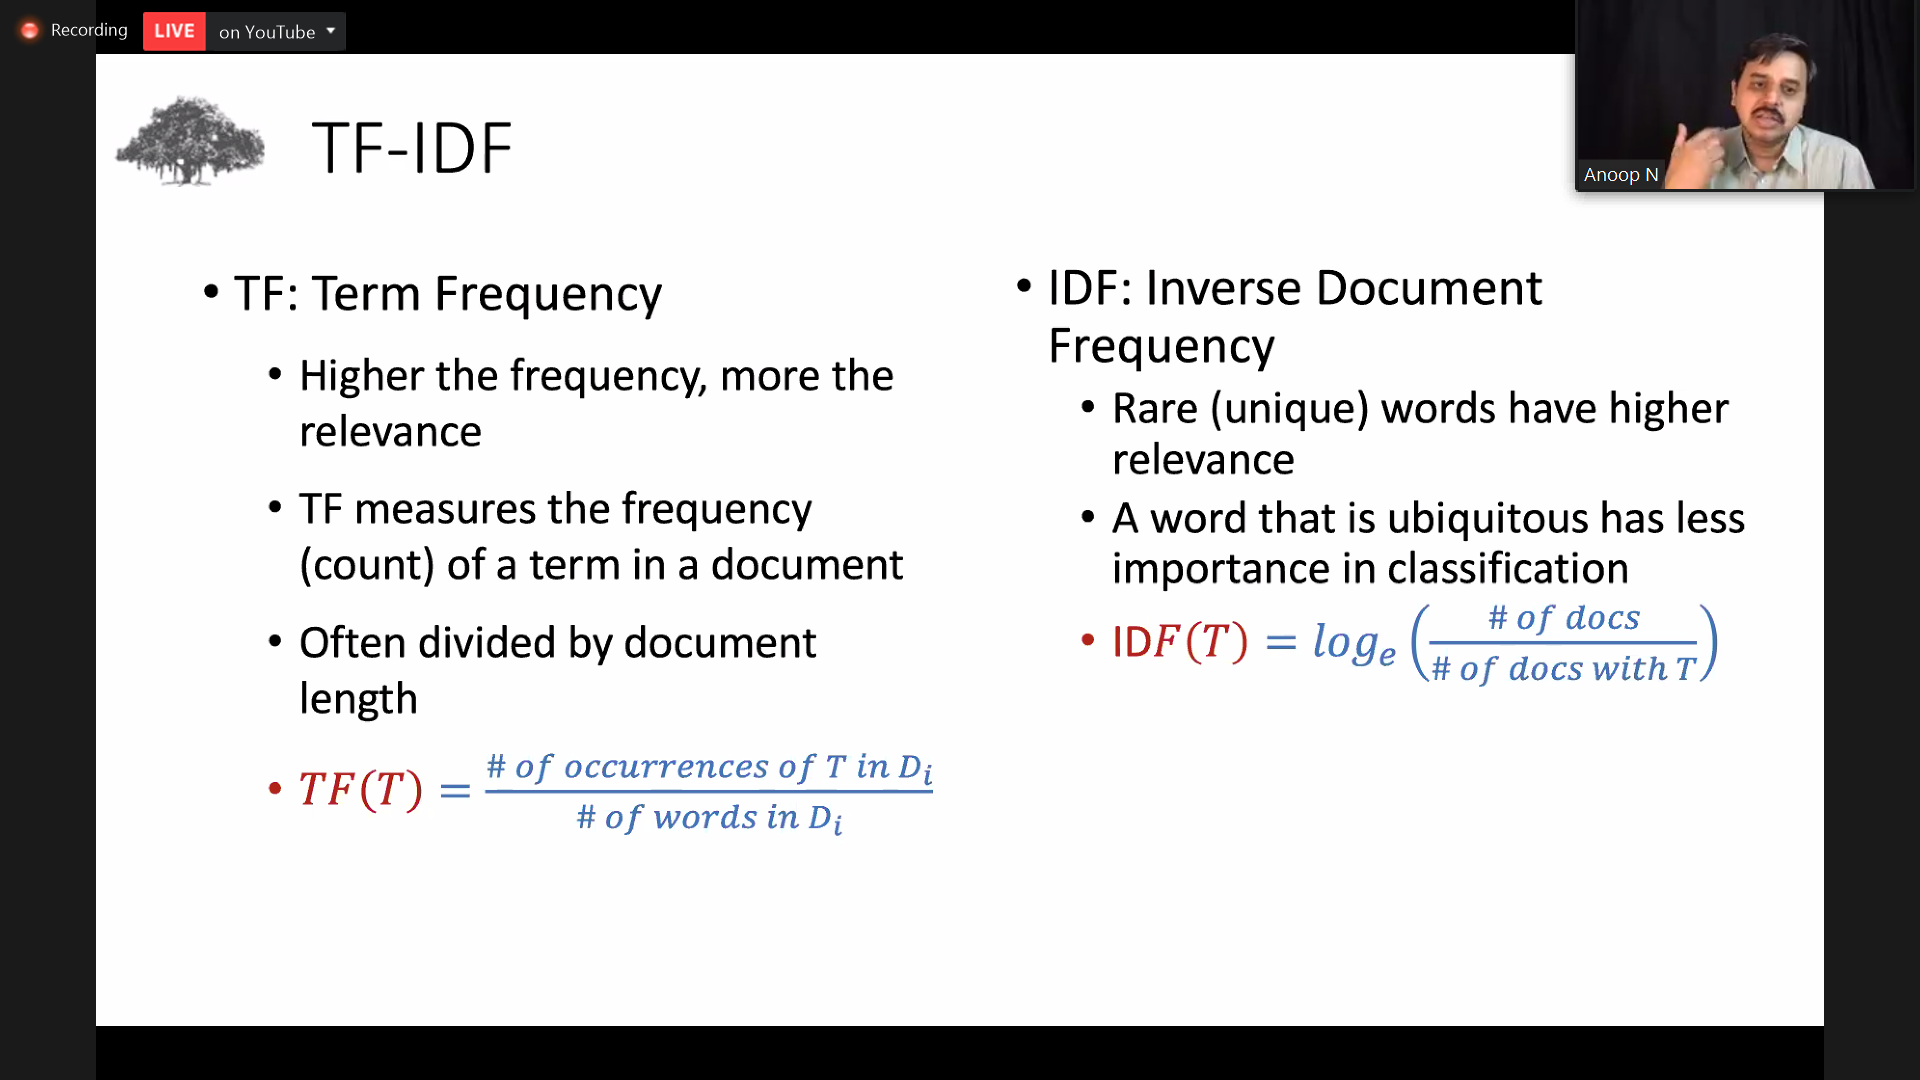 Recording
LIVE on YouTube
Anoop N
TF-IDF
• TF: Term Frequency
• Higher the frequency, more the
relevance
• TF measures the frequency
(count) of a term in a document
• Often divided by document
length
• TF(T) = # of occurrences of T in Dᵢ / # of words in Dᵢ
• IDF: Inverse Document
Frequency
• Rare (unique) words have higher
relevance
• A word that is ubiquitous has less
importance in classification
• IDF(T) = logₑ (# of docs / # of docs with T)